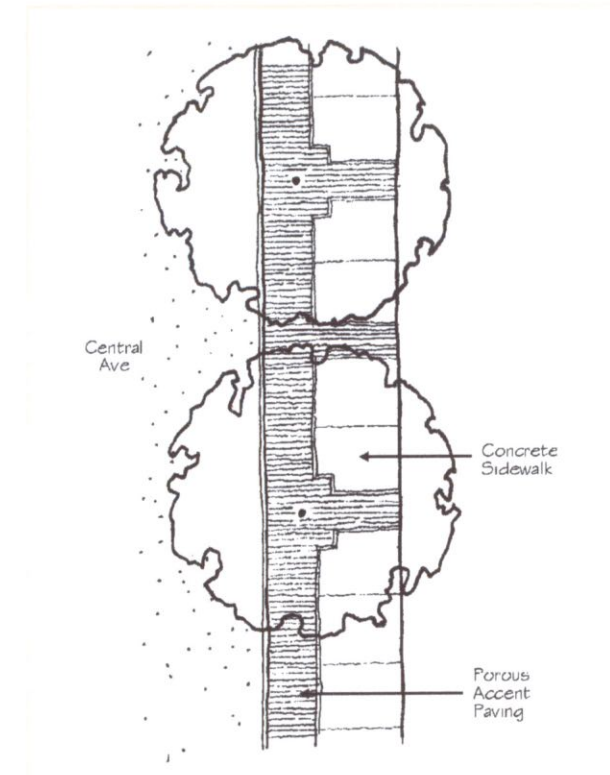 Central
Ave
Concrete
Sidewalk
Porous
Accent
Paving